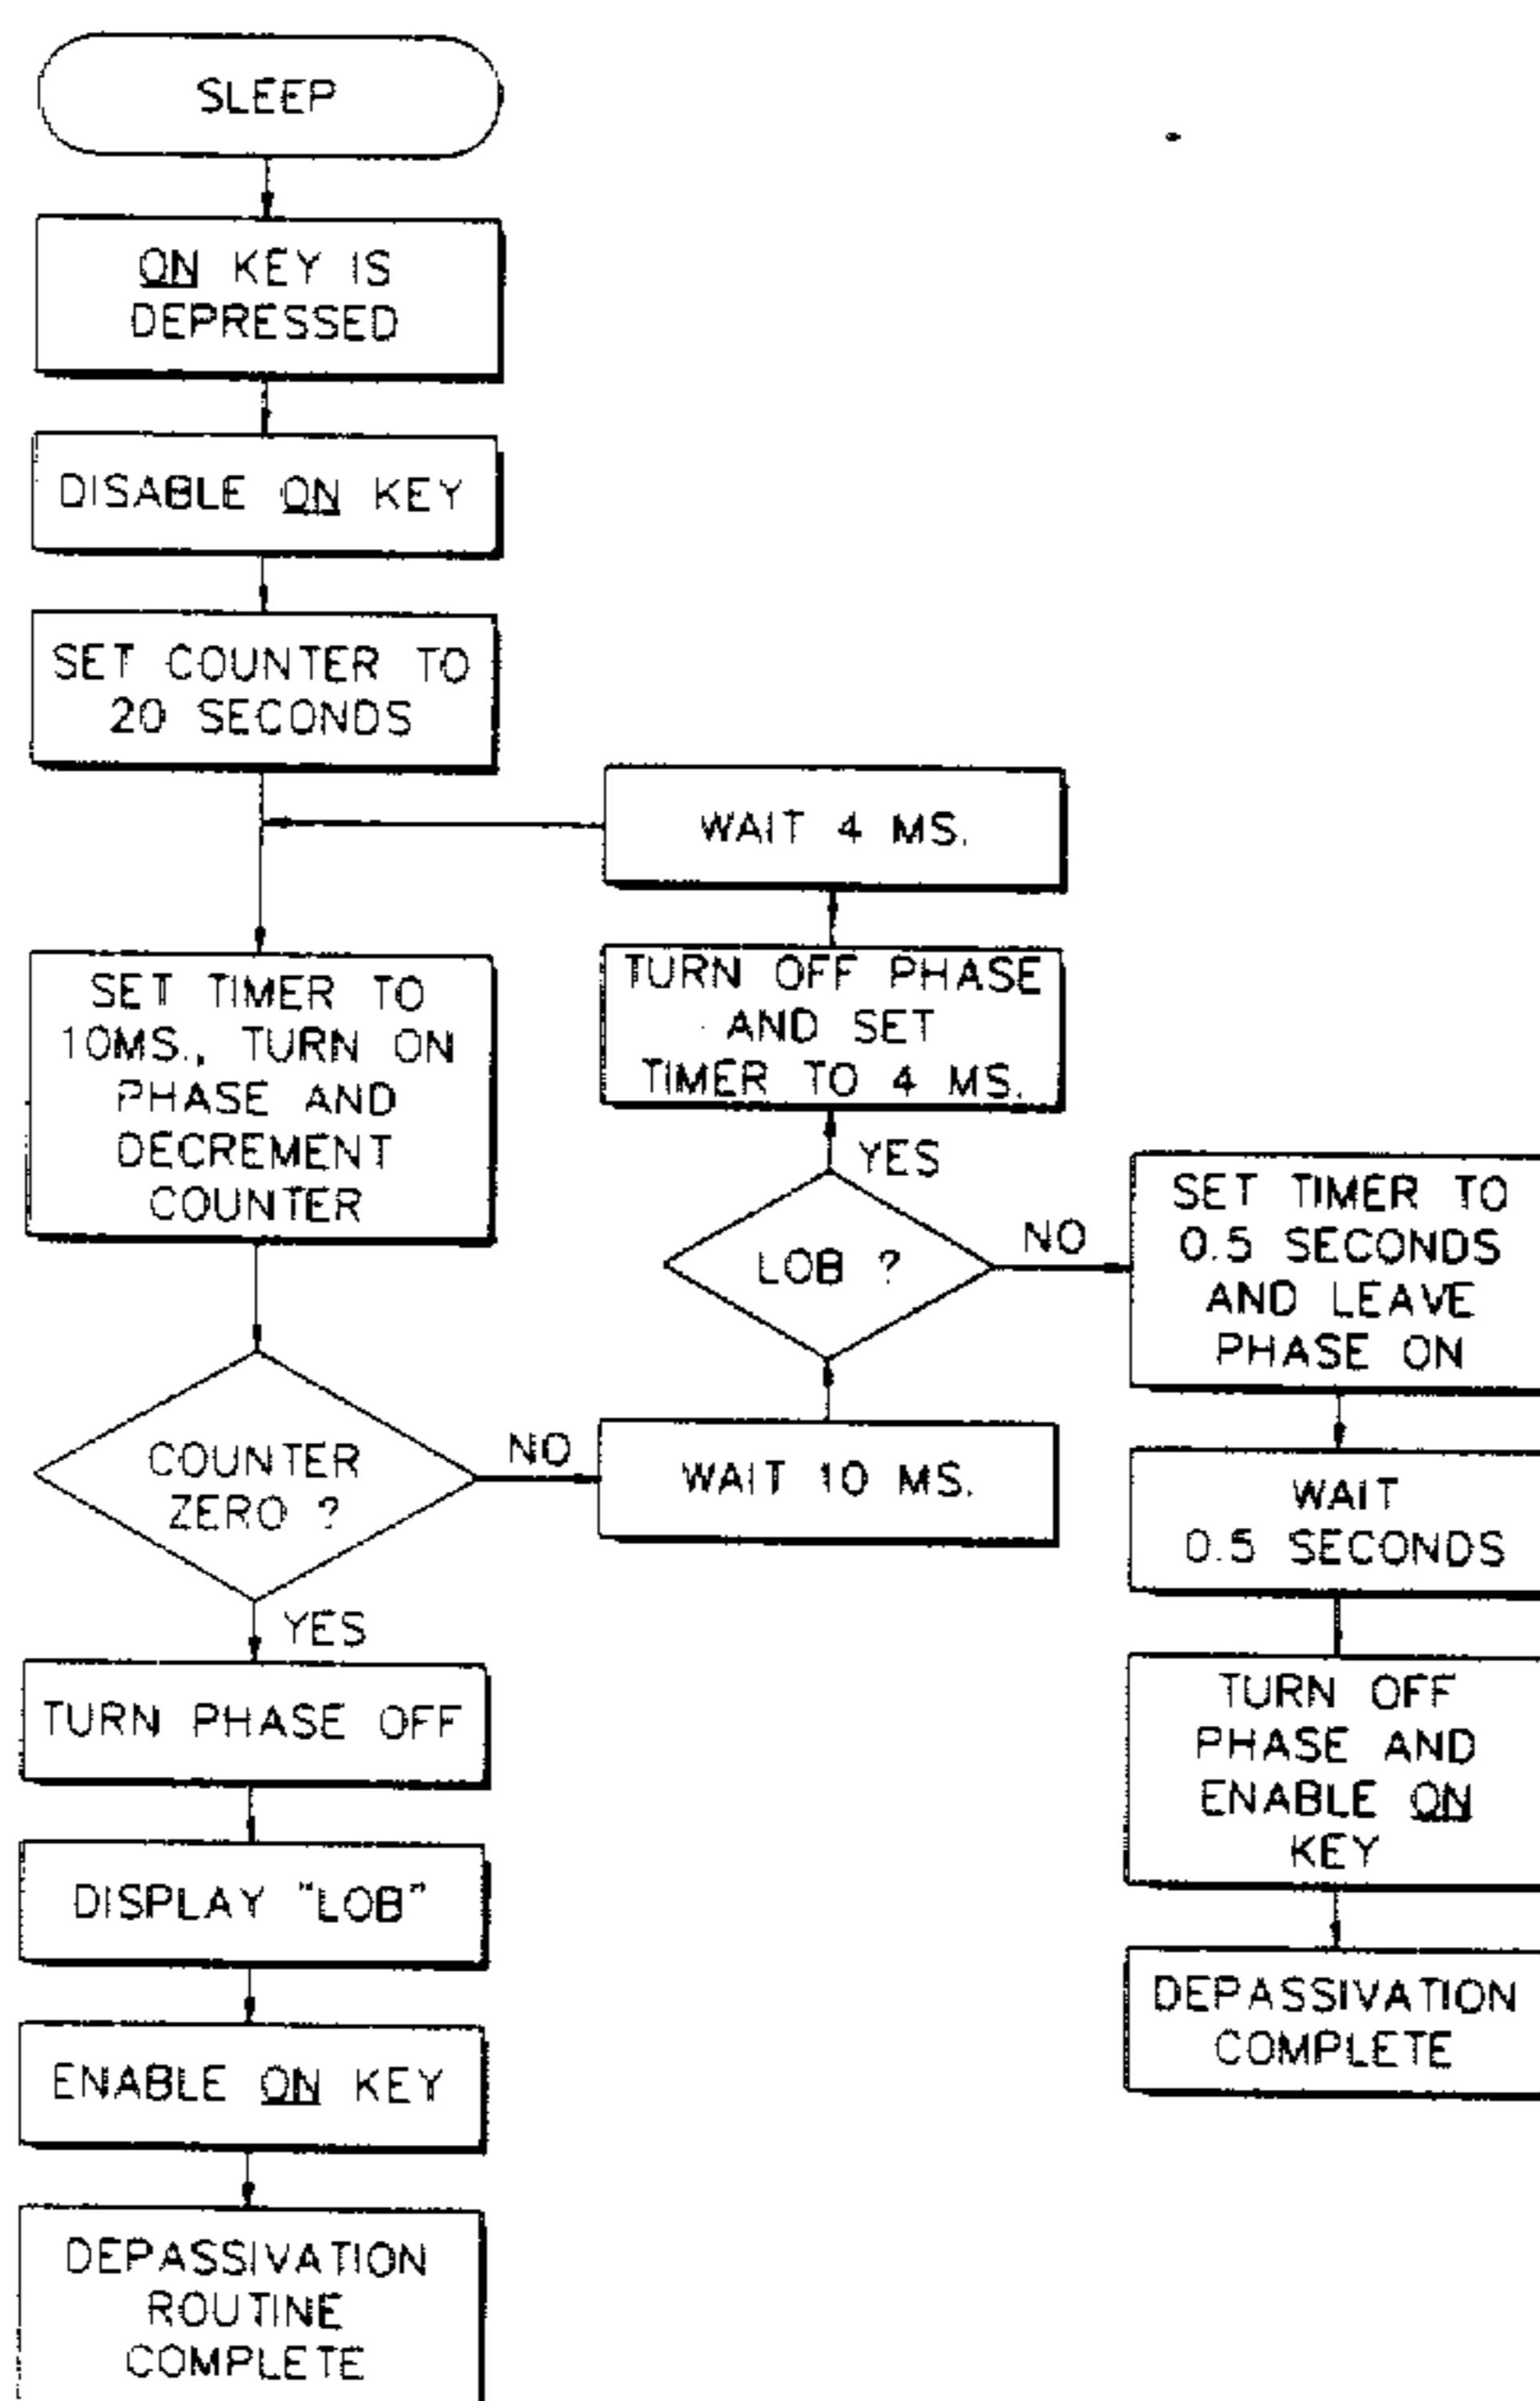 SLEEP
ON KEY IS
DEPRESSED
DISABLE ON KEY
SET COUNTER TO
20 SECONDS
WAIT 4 MS.
SET TIMER TO
10MS., TURN ON
PHASE AND
DECREMENT
COUNTER
TURN OFF PHASE
AND SET
TIMER TO 4 MS.
YES
LOB ?
NO
SET TIMER TO
0.5 SECONDS
AND LEAVE
PHASE ON
COUNTER
ZERO ?
NO
WAIT 10 MS.
WAIT
0.5 SECONDS
YES
TURN PHASE OFF
TURN OFF
PHASE AND
ENABLE ON
KEY
DISPLAY "LOB"
DEPASSIVATION
COMPLETE
ENABLE ON KEY
DEPASSIVATION
ROUTINE
COMPLETE